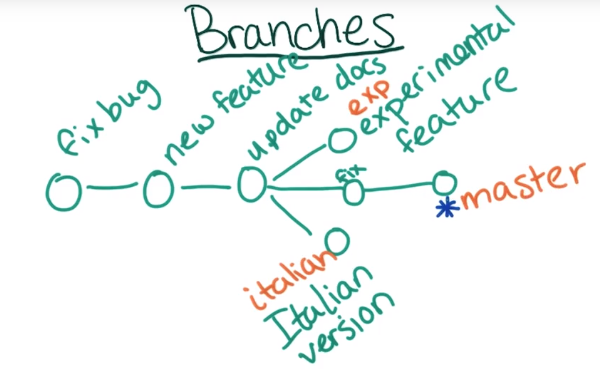 Branches
fix bug
new feature
update docs
exp
experimental
feature
fix
*master
italian
Italian
version